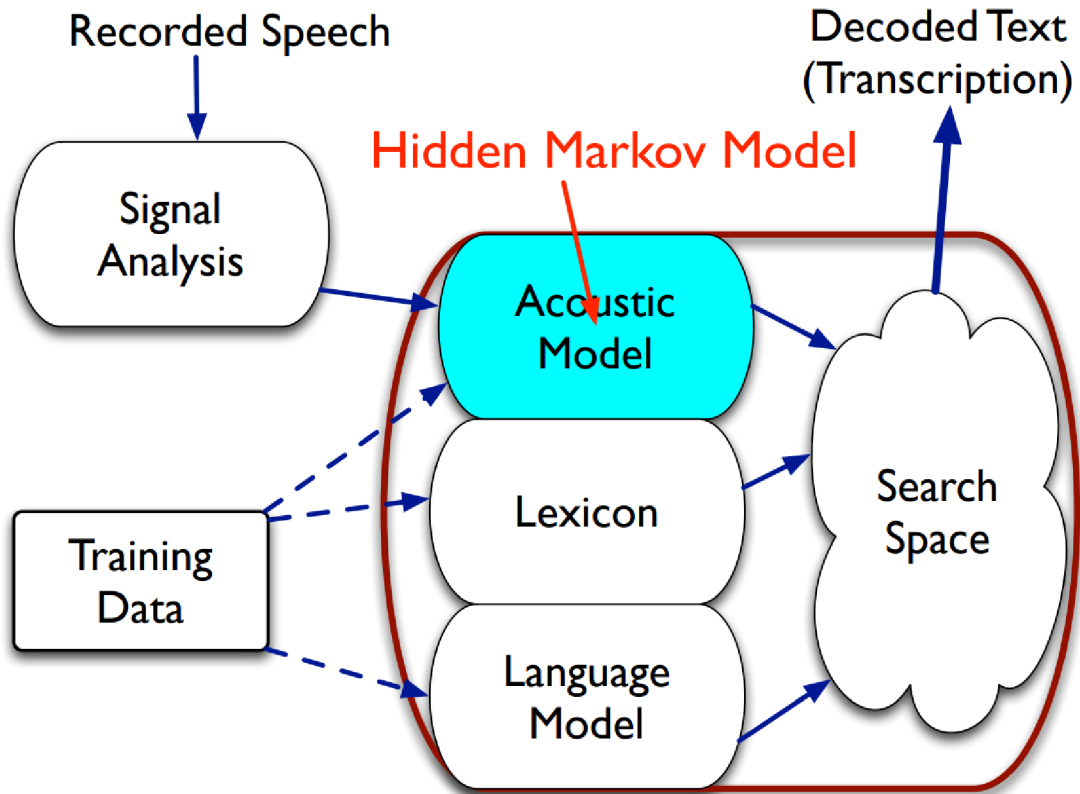 Recorded Speech
Decoded Text
(Transcription)
Hidden Markov Model
Signal
Analysis
Acoustic
Model
Lexicon
Search
Space
Training
Data
Language
Model